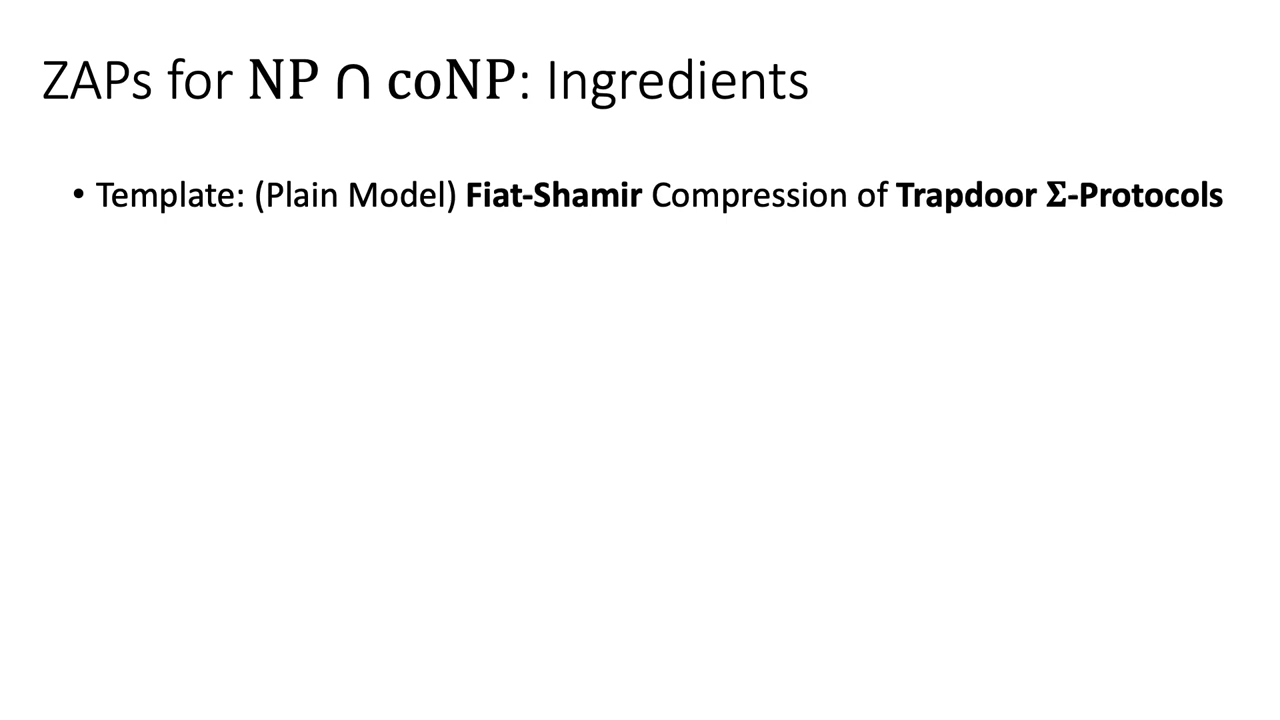 ZAPs for NP ∩ coNP: Ingredients
• Template: (Plain Model) Fiat-Shamir Compression of Trapdoor Σ-Protocols